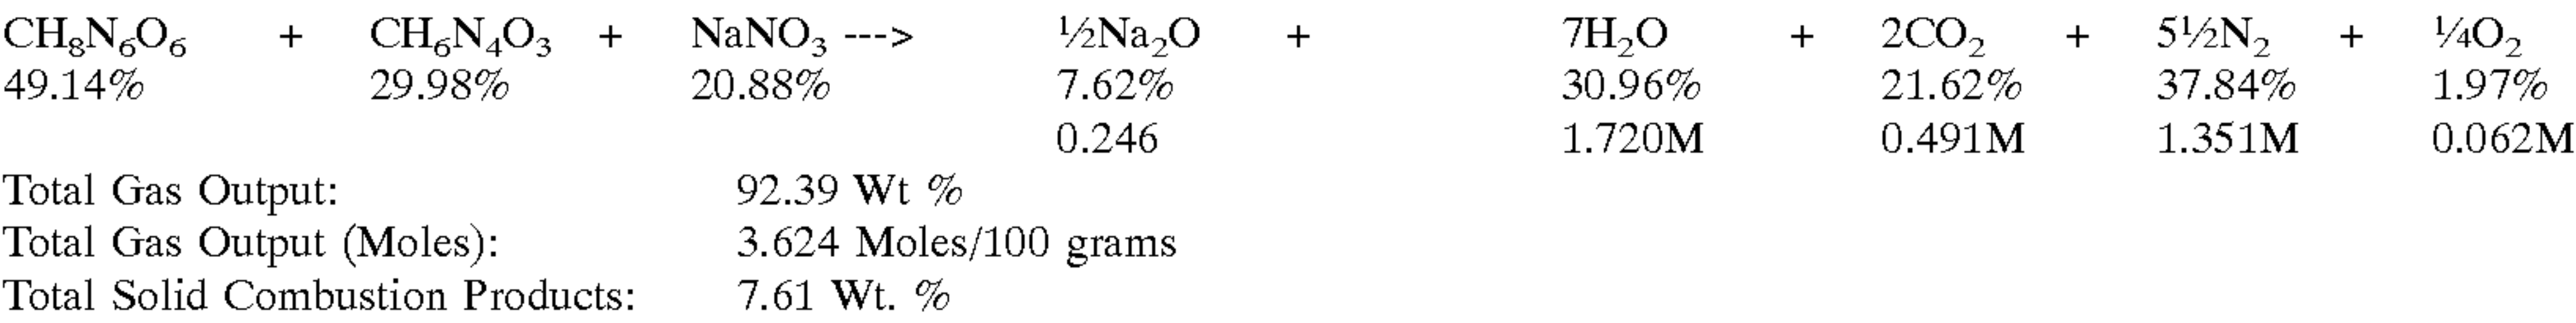 CH₈N₆O₆ + CH₆N₄O₃ + NaNO₃ ---> ½Na₂O + 7H₂O + 2CO₂ + 5½N₂ + ¼O₂
49.14% 29.98% 20.88% 7.62% 30.96% 21.62% 37.84% 1.97%
0.246 1.720M 0.491M 1.351M 0.062M
Total Gas Output: 92.39 Wt %
Total Gas Output (Moles): 3.624 Moles/100 grams
Total Solid Combustion Products: 7.61 Wt. %